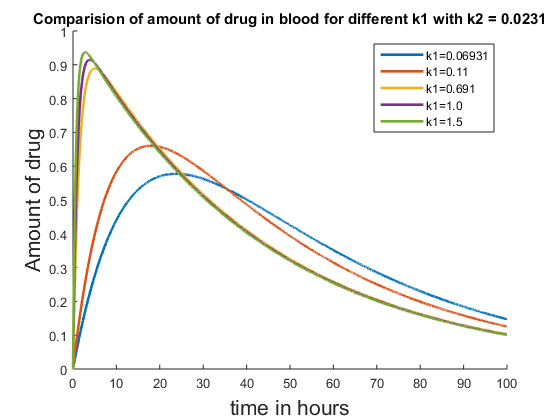 Comparision of amount of drug in blood for different k1 with k2 = 0.0231
1
0.9
0.8
0.7
0.6
0.5
0.4
0.3
0.2
0.1
0
Amount of drug
k1=0.06931
k1=0.11
k1=0.691
k1=1.0
k1=1.5
0 10 20 30 40 50 60 70 80 90 100
time in hours